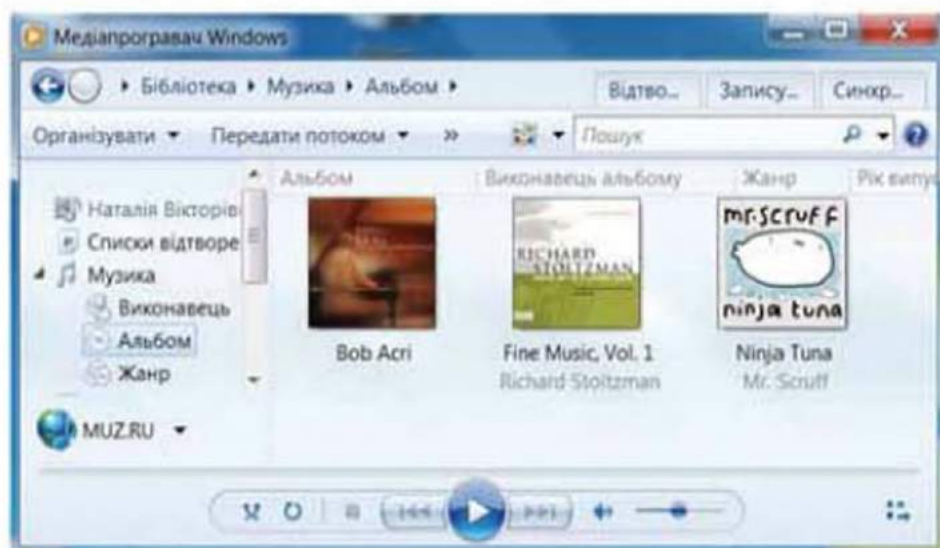 Медіапрогравач Windows
Бібліотека Музика Альбом
Відтво... Запису... Синхр...
Організувати Передати потоком » Пошук
Альбом Виконавець альбому Жанр Рік випус
Наталія Вікторів
Списки відтворе
Музика
Виконавець
Альбом
Жанр
MUZ.RU
RICHARD
STOLTZMAN
mr.scruff
ninja tuna
Bob Acri
Fine Music, Vol. 1
Richard Stoltzman
Ninja Tuna
Mr. Scruff